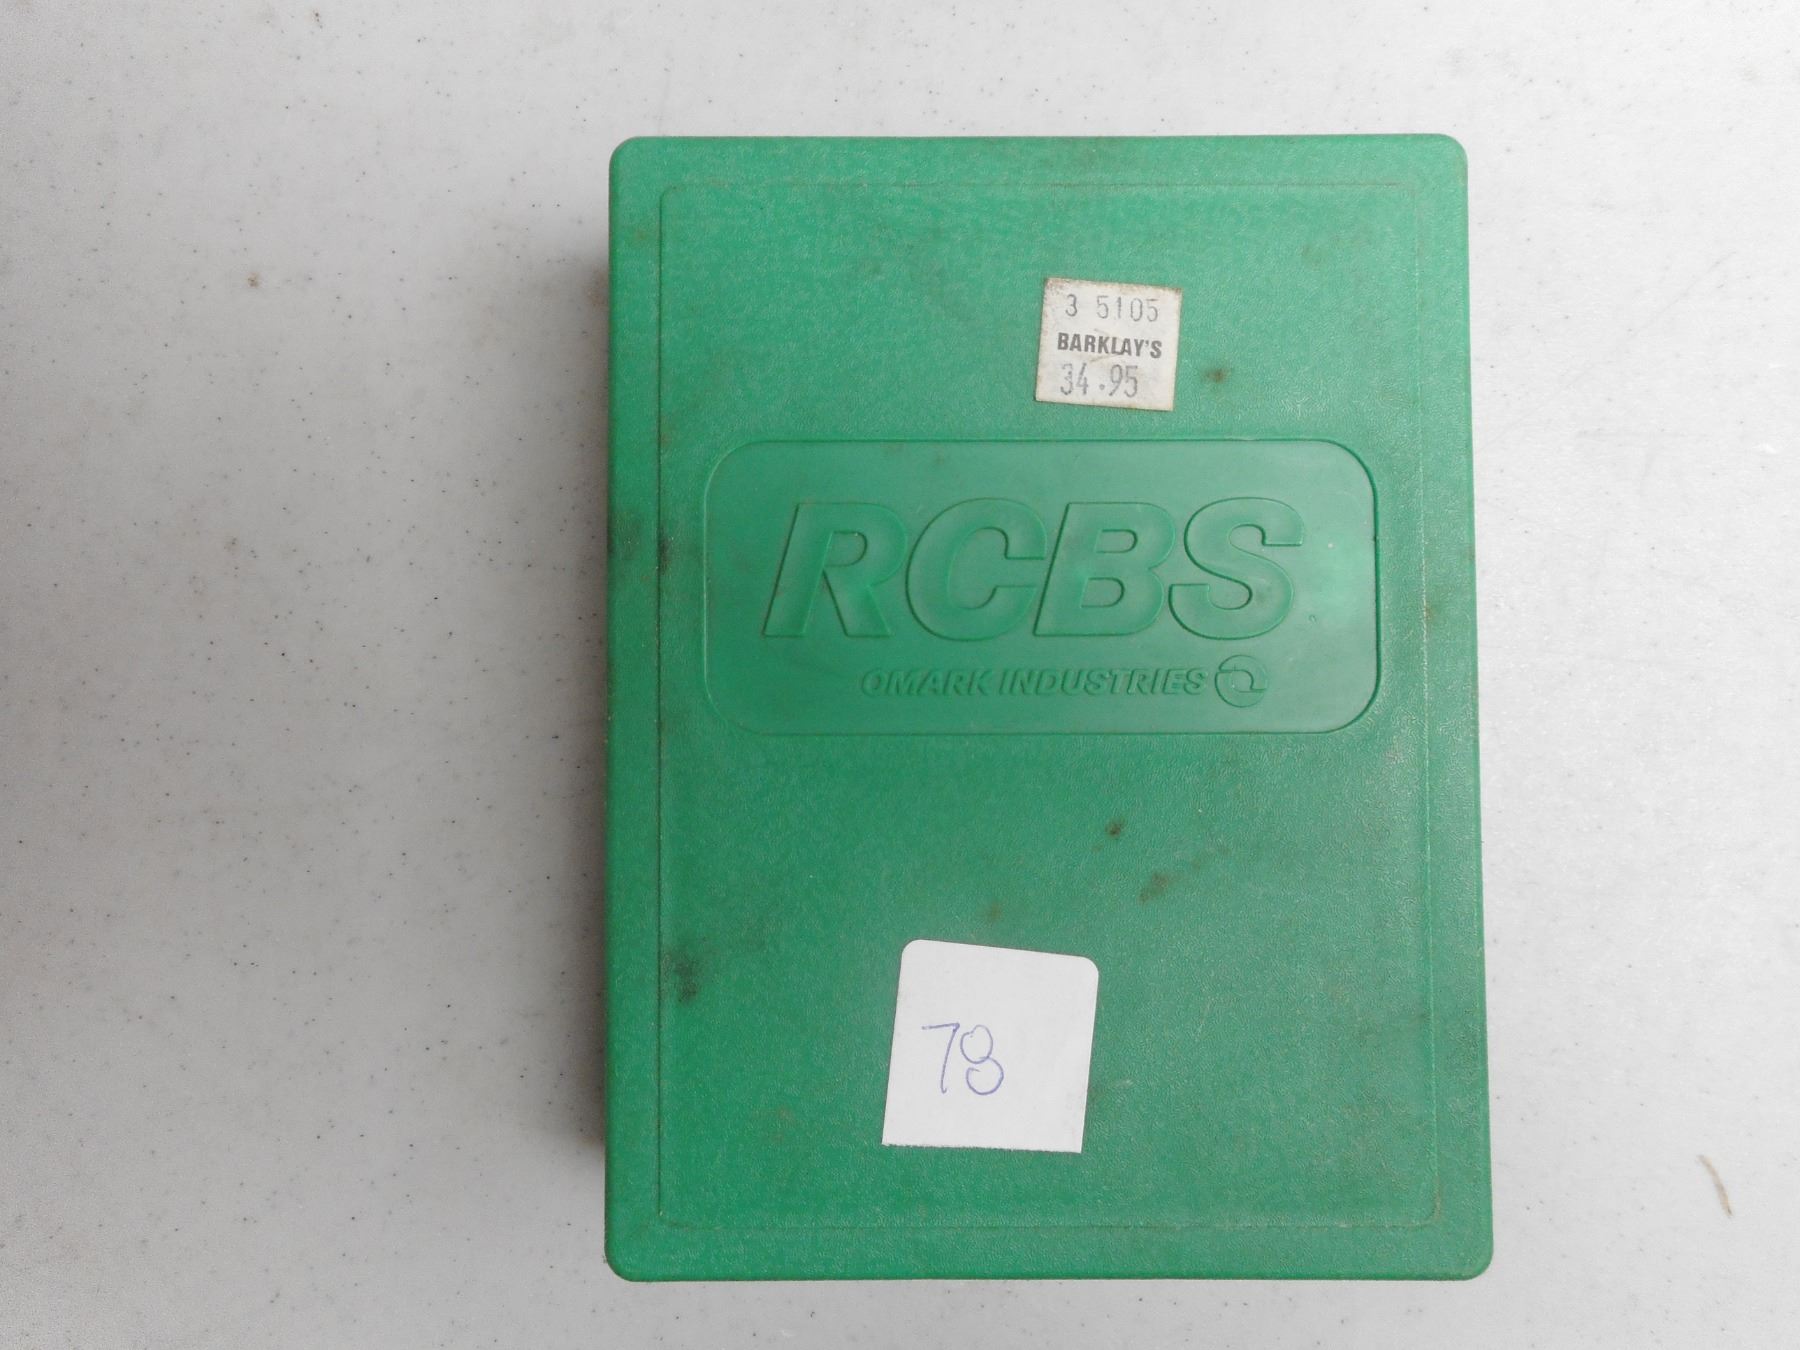 3 5105
BARKLAY'S
34.95
RCBS
OMARK INDUSTRIES
78